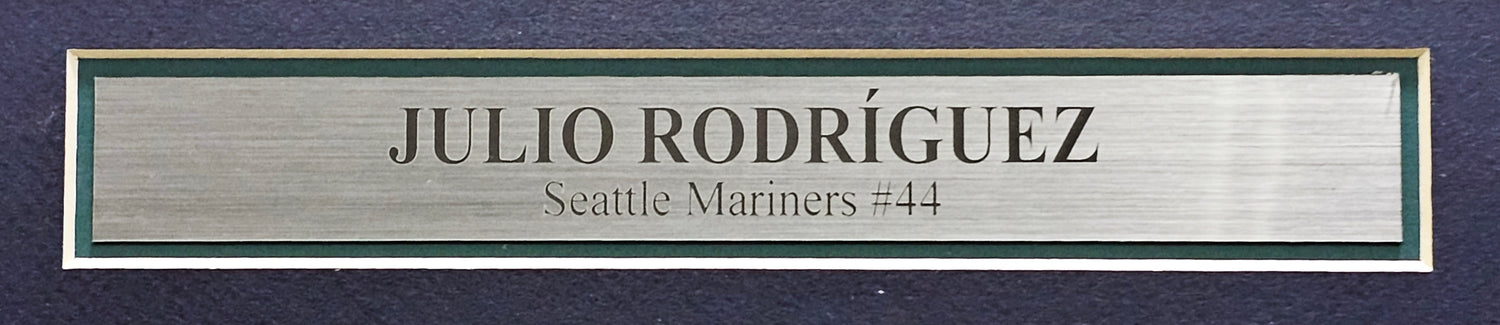 JULIO RODRÍGUEZ
Seattle Mariners #44